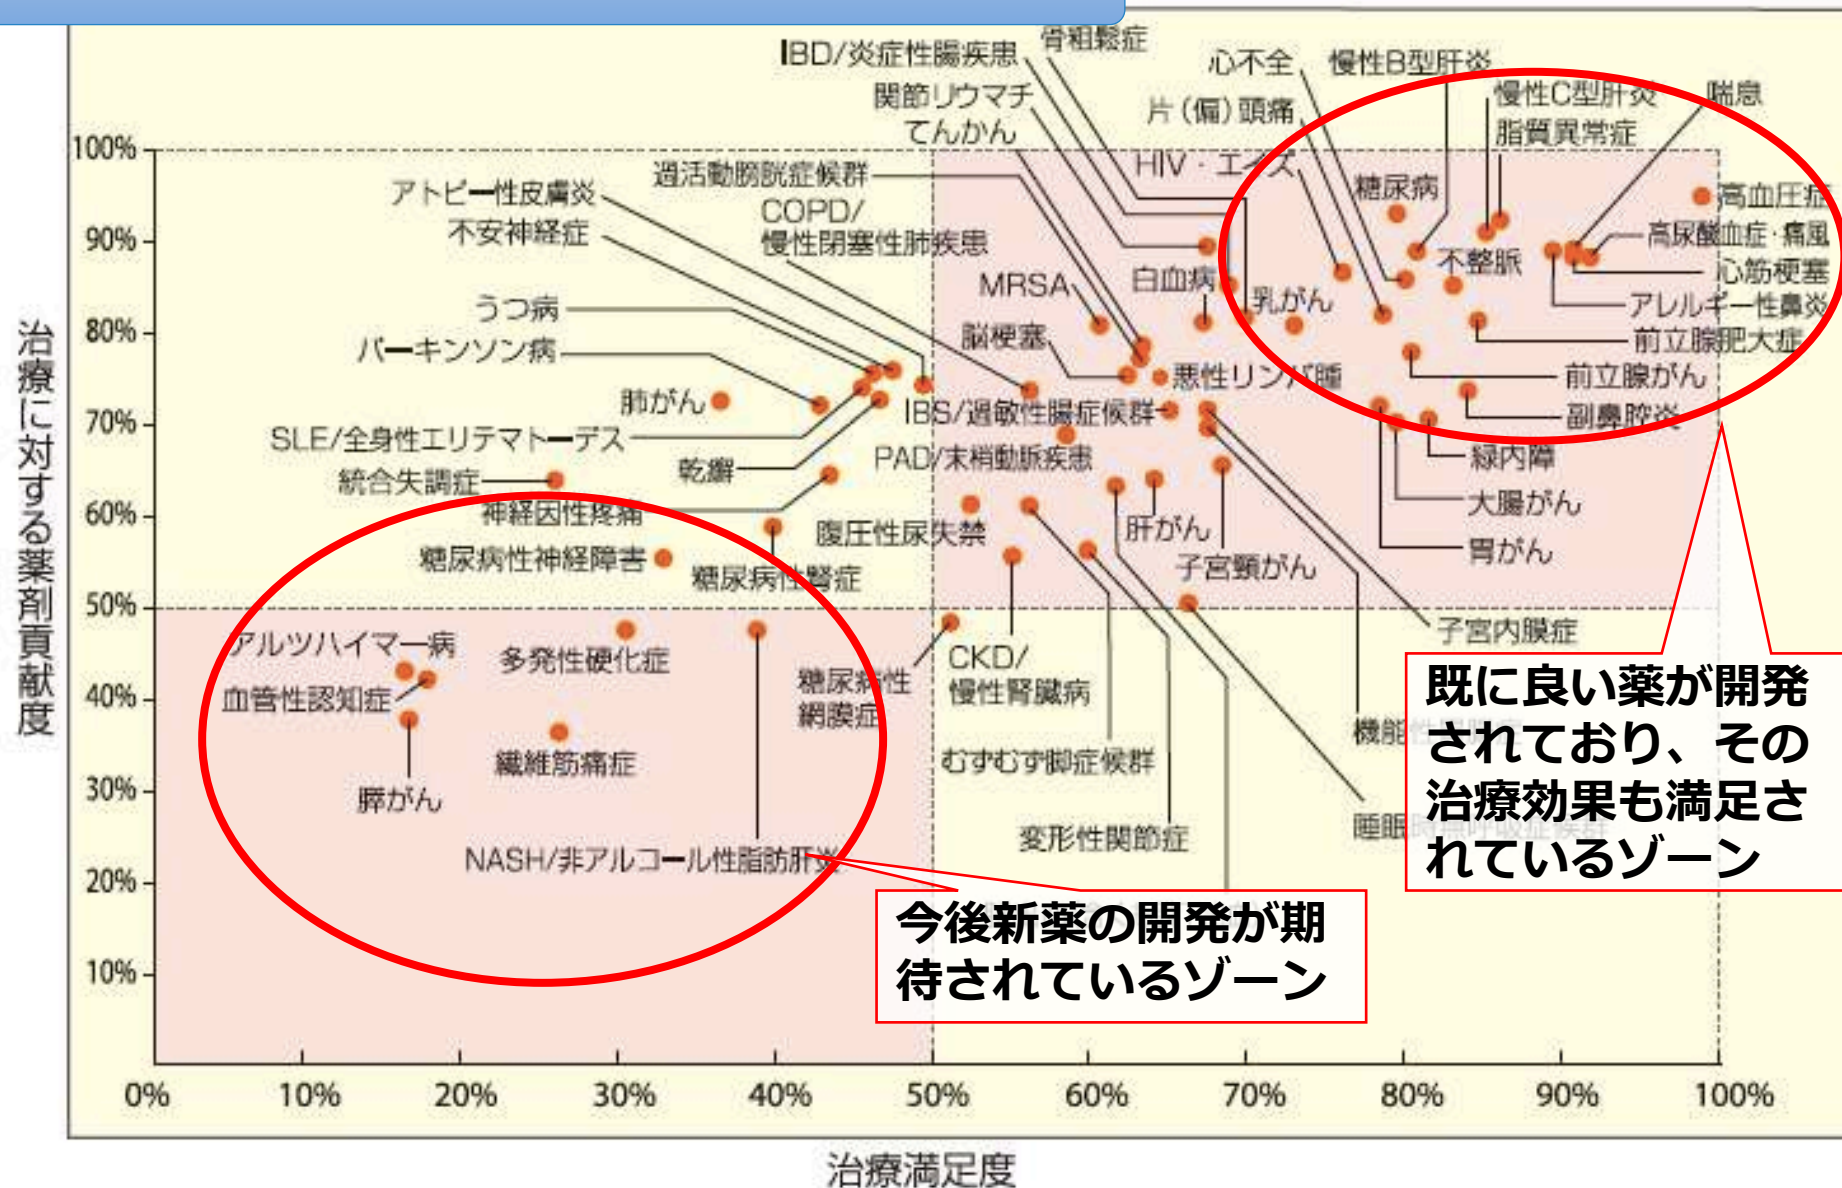 IBD/炎症性腸疾患
骨粗鬆症
心不全
慢性B型肝炎
関節リウマチ
片(偏)頭痛
慢性C型肝炎
喘息
てんかん
脂質異常症
100%
過活動膀胱症候群
HIV・エイズ
アトピー性皮膚炎
糖尿病
高血圧症
COPD/
慢性閉塞性肺疾患
不安神経症
90%
不整脈
高尿酸血症・痛風
MRSA
白血病
心筋梗塞
うつ病
乳がん
アレルギー性鼻炎
80%
脳梗塞
前立腺肥大症
パーキンソン病
悪性リンパ腫
前立腺がん
肺がん
IBS/過敏性腸症候群
副鼻腔炎
70%
SLE/全身性エリテマトーデス
乾癬
PAD/末梢動脈疾患
緑内障
統合失調症
大腸がん
60%
神経因性疼痛
腹圧性尿失禁
肝がん
胃がん
糖尿病性神経障害
糖尿病性腎症
子宮頸がん
50%
子宮内膜症
アルツハイマー病
多発性硬化症
CKD/
慢性腎臓病
糖尿病性
網膜症
血管性認知症
40%
機能
繊維筋痛症
むずむず脚症候群
30%
膵がん
変形性関節症
睡眠
NASH/非アルコール性脂肪肝炎
20%
10%
既に良い薬が開発
されており、その
治療効果も満足さ
れているゾーン
今後新薬の開発が期
待されているゾーン
0%
10%
20%
30%
40%
50%
60%
70%
80%
90%
100%
治療に対する薬剤貢献度
治療満足度